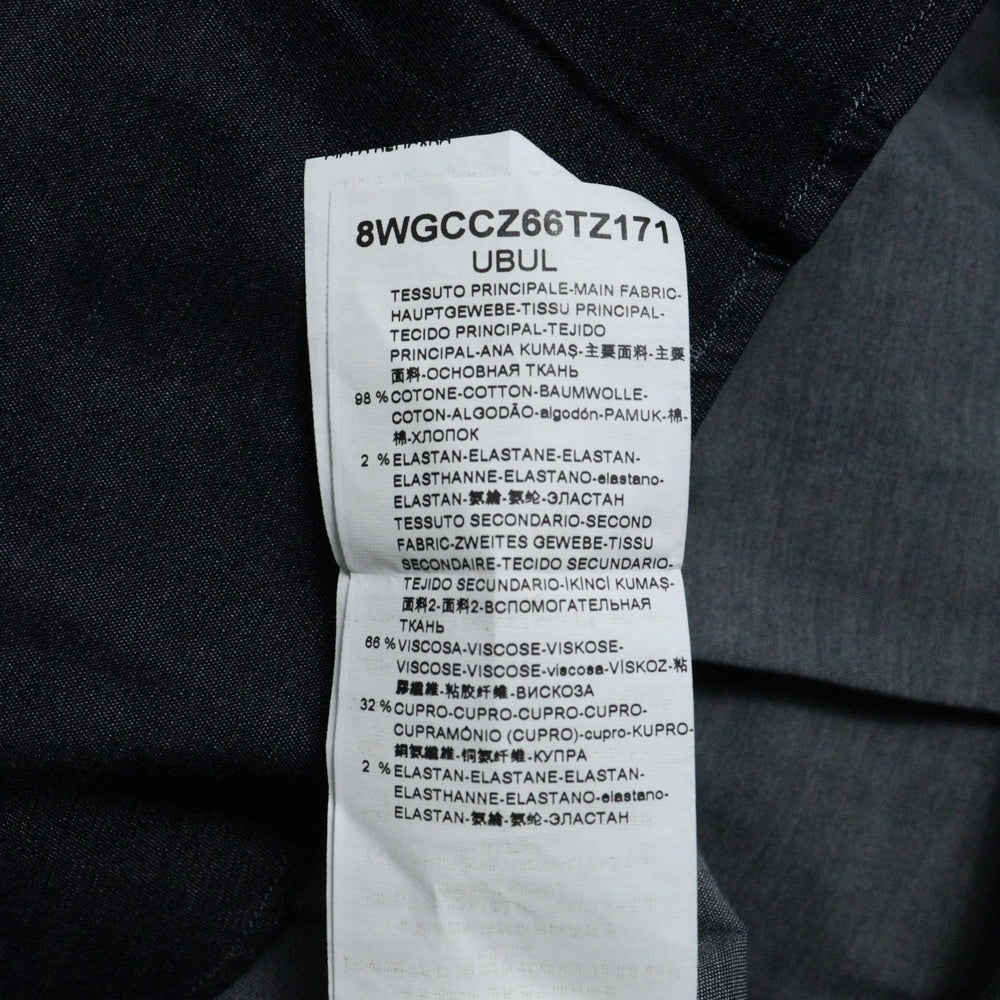 8WGCCZ66TZ171
UBUL
TESSUTO PRINCIPALE-MAIN FABRIC-
HAUPTGEWEBE-TISSU PRINCIPAL-
TECIDO PRINCIPAL-TEJIDO
PRINCIPAL-ANA KUMAŞ-主要面料-主要
面料-ОСНОВНАЯ ТКАНЬ
98 % COTONE-COTTON-BAUMWOLLE-
COTON-ALGODÃO-algodón-PAMUK-棉-
棉-ХЛОПОК
2 % ELASTAN-ELASTANE-ELASTAN-
ELASTHANNE-ELASTANO-elastano-
ELASTAN-氨綸-氨纶-ЭЛАСТАН
TESSUTO SECONDARIO-SECOND
FABRIC-ZWEITES GEWEBE-TISSU
SECONDAIRE-TECIDO SECUNDARIO-
TEJIDO SECUNDARIO-İKİNCİ KUMAŞ-
面料2-面料2-ВСПОМОГАТЕЛЬНАЯ
ТКАНЬ
66 % VISCOSA-VISCOSE-VISKOSE-
VISCOSE-VISCOSE-viscosa-VİSKOZ-粘
膠纖維-粘胶纤维-ВИСКОЗА
32 % CUPRO-CUPRO-CUPRO-CUPRO-
CUPRAMÓNIO (CUPRO)-cupro-KUPRO-
銅氨纖維-铜氨纤维-КУПРА
2 % ELASTAN-ELASTANE-ELASTAN-
ELASTHANNE-ELASTANO-elastano-
ELASTAN-氨綸-氨纶-ЭЛАСТАН